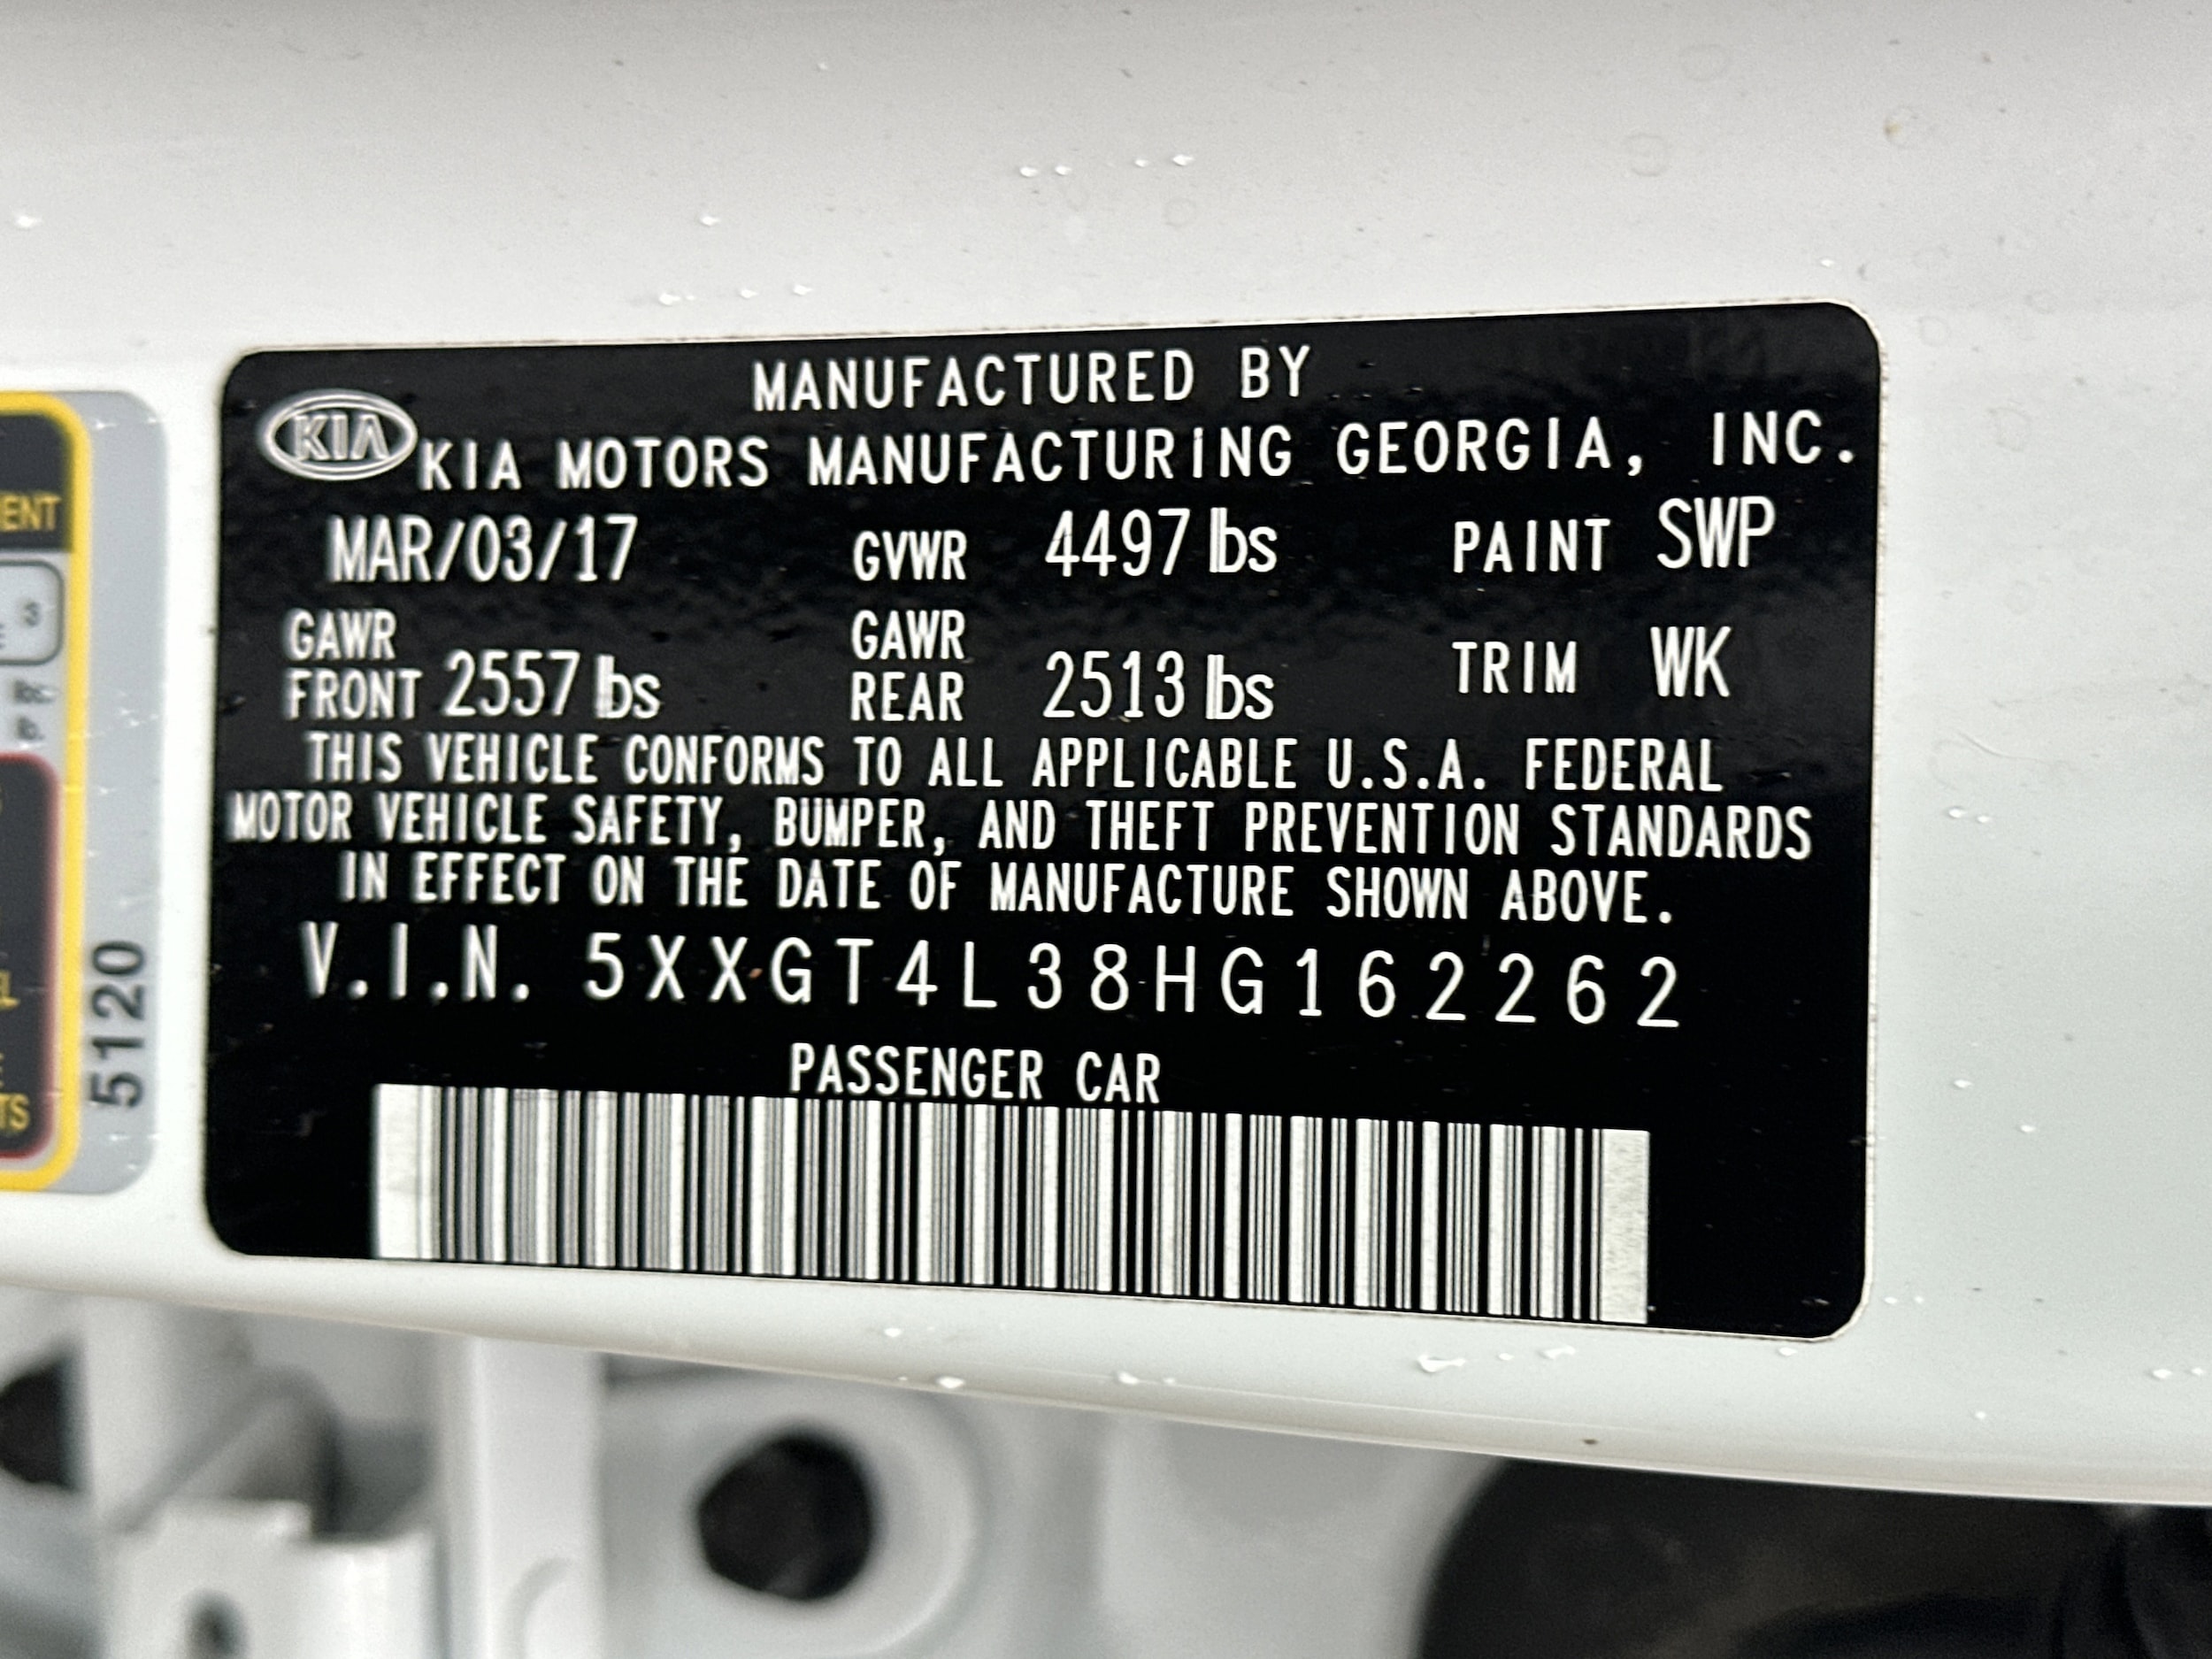 MANUFACTURED BY
KIA KIA MOTORS MANUFACTURING GEORGIA, INC.
MAR/03/17 GVWR 4497 lbs PAINT SWP
GAWR FRONT 2557 lbs GAWR REAR 2513 lbs TRIM WK
THIS VEHICLE CONFORMS TO ALL APPLICABLE U.S.A. FEDERAL
MOTOR VEHICLE SAFETY, BUMPER, AND THEFT PREVENTION STANDARDS
IN EFFECT ON THE DATE OF MANUFACTURE SHOWN ABOVE.
V.I.N. 5XXGT4L38HG162262
PASSENGER CAR
5120
3
lb.